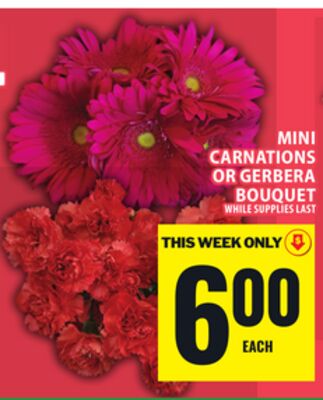 MINI
CARNATIONS
OR GERBERA
BOUQUET
WHILE SUPPLIES LAST
THIS WEEK ONLY
6.00
EACH